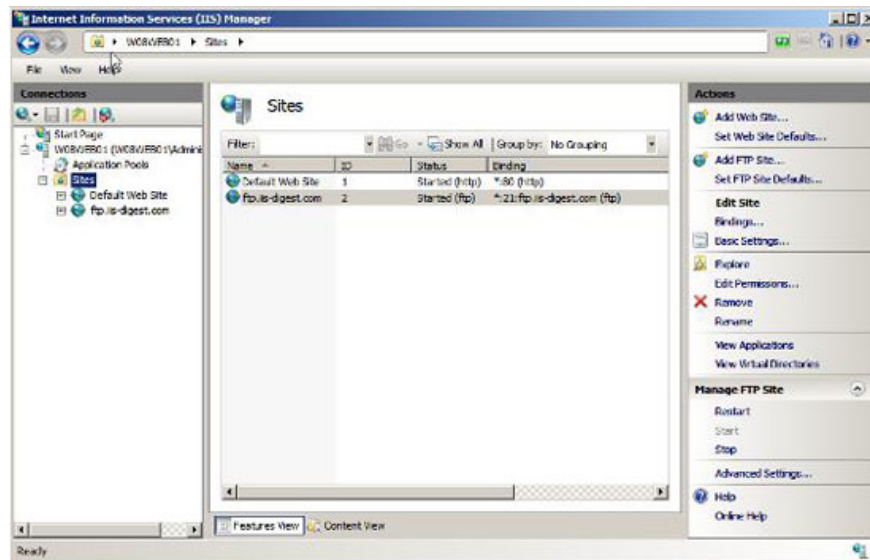 Internet Information Services (IIS) Manager
W08WEB01 Sites
File View Help
Connections
Start Page
W08WEB01 (W08WEB01\Admini
Application Pools
Sites
Default Web Site
ftp.iis-digest.com
Sites
Filter: Go Show All Group by: No Grouping
Name ID Status Binding
Default Web Site 1 Started (http) *:80 (http)
ftp.iis-digest.com 2 Started (ftp) *:21:ftp.iis-digest.com (ftp)
Features View Content View
Actions
Add Web Site...
Set Web Site Defaults...
Add FTP Site...
Set FTP Site Defaults...
Edit Site
Bindings...
Basic Settings...
Explore
Edit Permissions...
Remove
Rename
View Applications
View Virtual Directories
Manage FTP Site
Restart
Start
Stop
Advanced Settings...
Help
Online Help
Ready